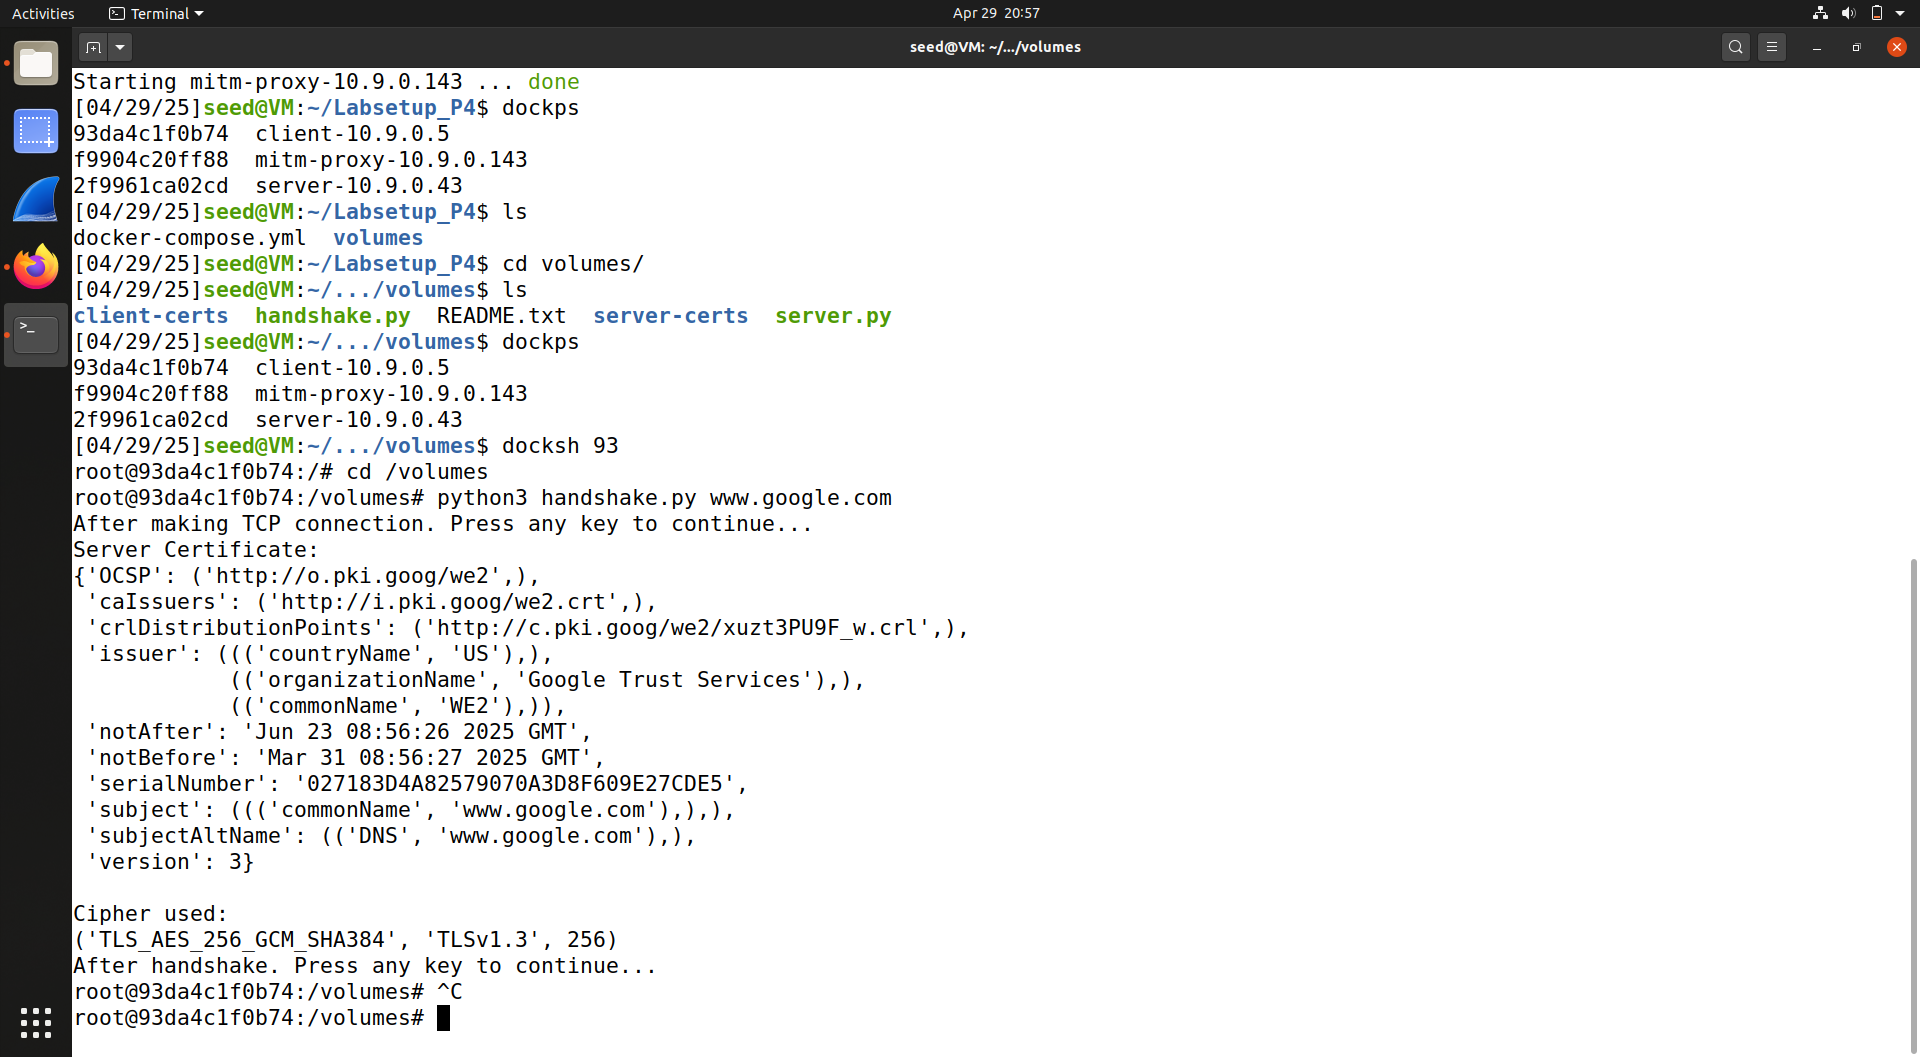 Activities
Terminal
Apr 29 20:57
seed@VM: ~/.../volumes
Starting mitm-proxy-10.9.0.143 ... done
[04/29/25]seed@VM:~/Labsetup_P4$ dockps
93da4c1f0b74  client-10.9.0.5
f9904c20ff88  mitm-proxy-10.9.0.143
2f9961ca02cd  server-10.9.0.43
[04/29/25]seed@VM:~/Labsetup_P4$ ls
docker-compose.yml  volumes
[04/29/25]seed@VM:~/Labsetup_P4$ cd volumes/
[04/29/25]seed@VM:~/.../volumes$ ls
client-certs  handshake.py  README.txt  server-certs  server.py
[04/29/25]seed@VM:~/.../volumes$ dockps
93da4c1f0b74  client-10.9.0.5
f9904c20ff88  mitm-proxy-10.9.0.143
2f9961ca02cd  server-10.9.0.43
[04/29/25]seed@VM:~/.../volumes$ docksh 93
root@93da4c1f0b74:/# cd /volumes
root@93da4c1f0b74:/volumes# python3 handshake.py www.google.com
After making TCP connection. Press any key to continue...
Server Certificate:
{'OCSP': ('http://o.pki.goog/we2',),
 'caIssuers': ('http://i.pki.goog/we2.crt',),
 'crlDistributionPoints': ('http://c.pki.goog/we2/xuzt3PU9F_w.crl',),
 'issuer': ((('countryName', 'US'),),
            (('organizationName', 'Google Trust Services'),),
            (('commonName', 'WE2'),)),
 'notAfter': 'Jun 23 08:56:26 2025 GMT',
 'notBefore': 'Mar 31 08:56:27 2025 GMT',
 'serialNumber': '027183D4A82579070A3D8F609E27CDE5',
 'subject': ((('commonName', 'www.google.com'),),),
 'subjectAltName': (('DNS', 'www.google.com'),),
 'version': 3}
Cipher used:
('TLS_AES_256_GCM_SHA384', 'TLSv1.3', 256)
After handshake. Press any key to continue...
root@93da4c1f0b74:/volumes# ^C
root@93da4c1f0b74:/volumes#